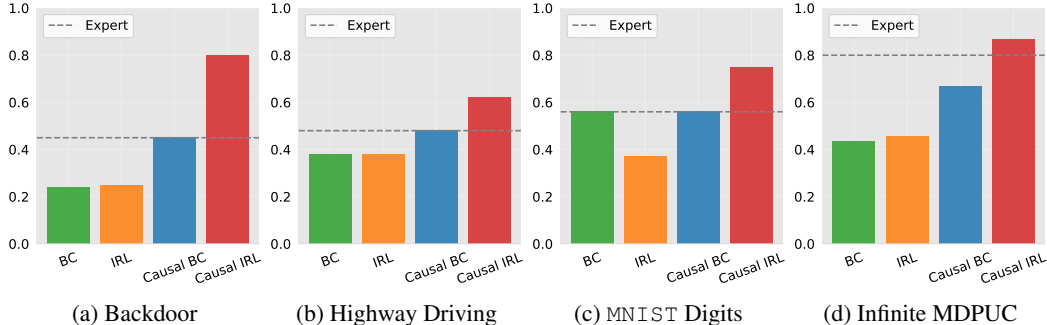 1.0
0.8
0.6
0.4
0.2
0.0
Expert
BC
IRL
Causal BC
Causal IRL
(a) Backdoor
1.0
0.8
0.6
0.4
0.2
0.0
Expert
BC
IRL
Causal BC
Causal IRL
(b) Highway Driving
1.0
0.8
0.6
0.4
0.2
0.0
Expert
BC
IRL
Causal BC
Causal IRL
(c) MNIST Digits
1.0
0.8
0.6
0.4
0.2
0.0
Expert
BC
IRL
Causal BC
Causal IRL
(d) Infinite MDPUC